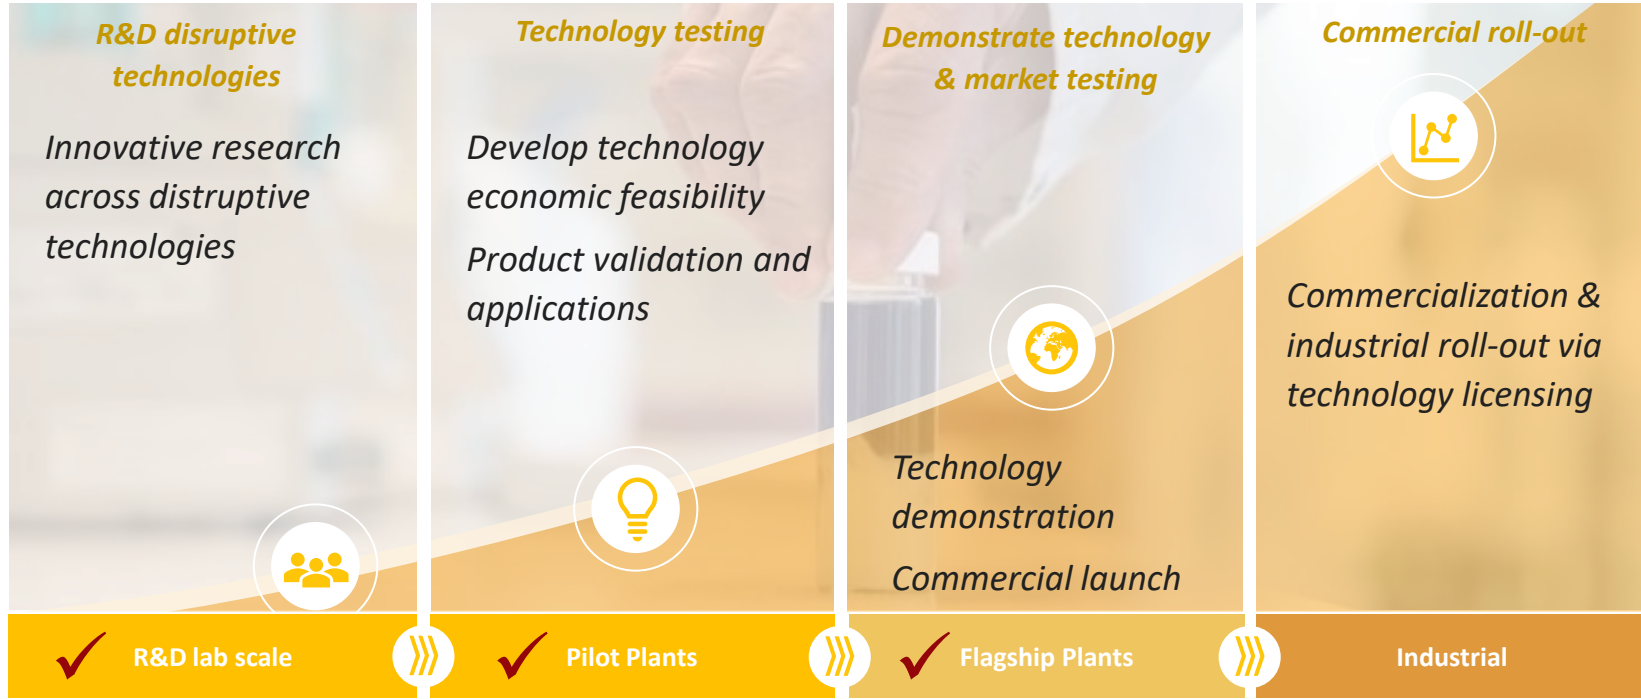 R&D disruptive
technologies
Innovative research
across distruptive
technologies
R&D lab scale
Technology testing
Develop technology
economic feasibility
Product validation and
applications
Pilot Plants
Demonstrate technology
& market testing
Technology
demonstration
Commercial launch
Flagship Plants
Commercial roll-out
Commercialization &
industrial roll-out via
technology licensing
Industrial